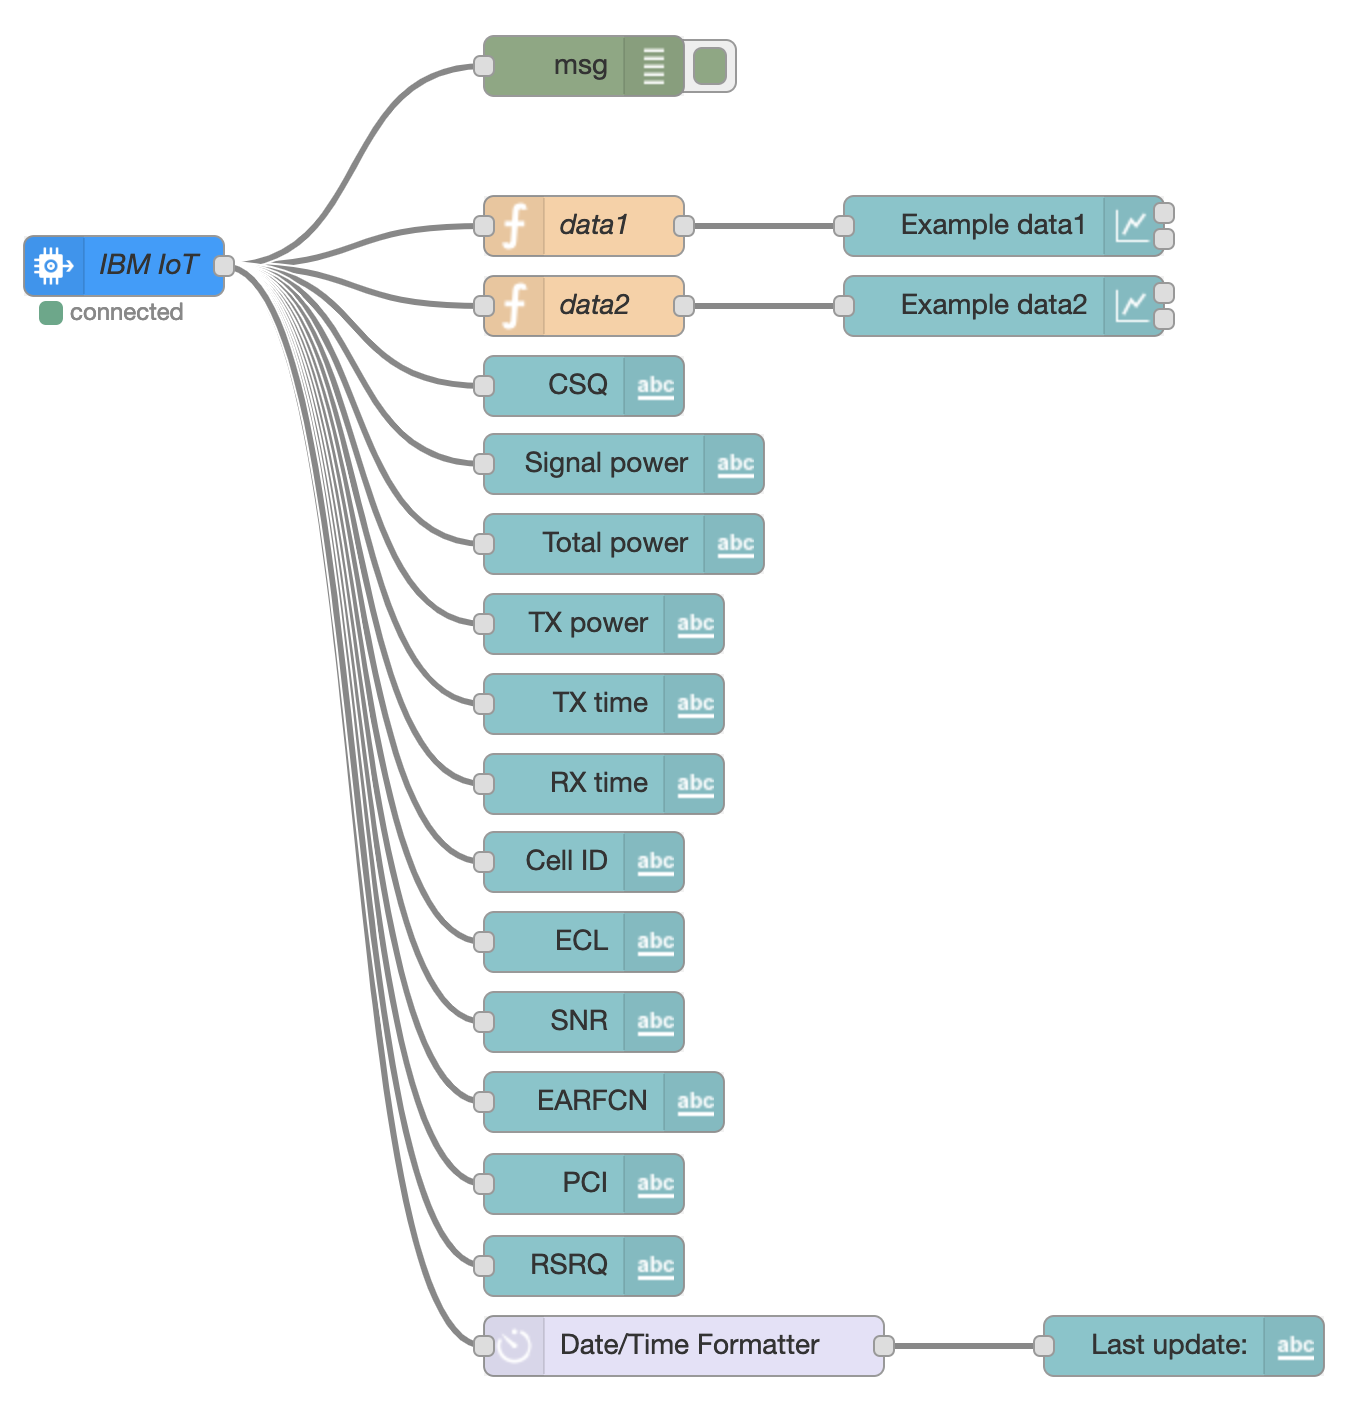 msg
IBM IoT
connected
data1
Example data1
data2
Example data2
CSQ abc
Signal power abc
Total power abc
TX power abc
TX time abc
RX time abc
Cell ID abc
ECL abc
SNR abc
EARFCN abc
PCI abc
RSRQ abc
Date/Time Formatter
Last update: abc